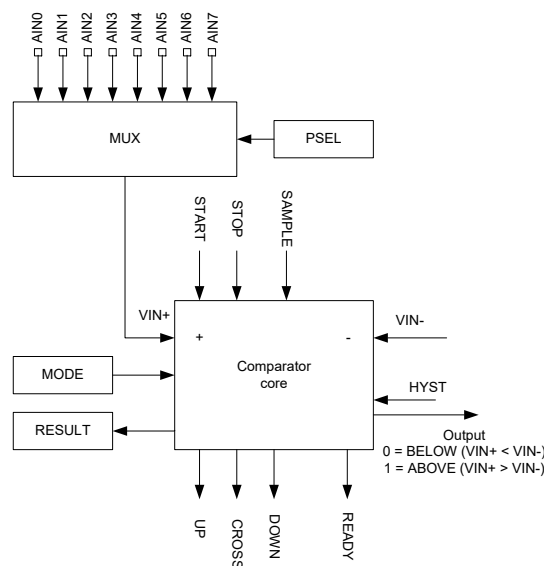 AIN0
AIN1
AIN2
AIN3
AIN4
AIN5
AIN6
AIN7
MUX
PSEL
START
STOP
SAMPLE
VIN+
VIN-
+
-
MODE
Comparator
core
HYST
RESULT
Output
0 = BELOW (VIN+ < VIN-)
1 = ABOVE (VIN+ > VIN-)
UP
CROSS
DOWN
READY